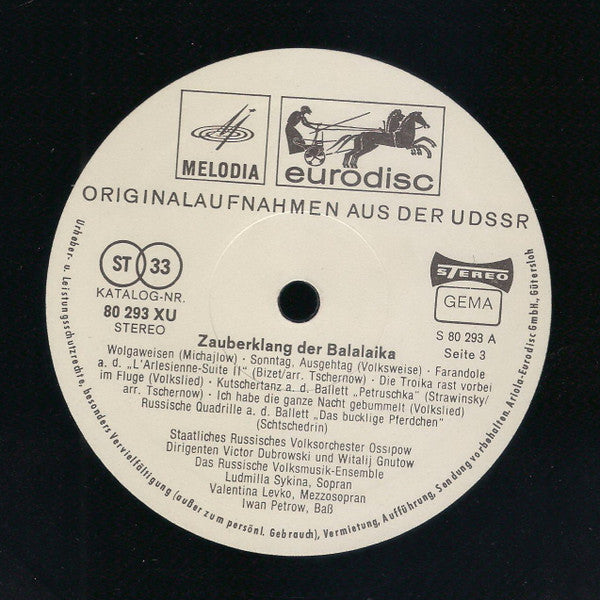 MELODIA
eurodisc
ORIGINALAUFNAHMEN AUS DER UDSSR
ST 33
KATALOG-NR.
80 293 XU
STEREO
STEREO
GEMA
S 80 293 A
Seite 3
Zauberklang der Balalaika
Wolgaweisen (Michajlow) · Sonntag, Ausgehtag (Volksweise) · Farandole
a. d. „L'Arlesienne-Suite II" (Bizet/arr. Tschernow) · Die Troika rast vorbei
im Fluge (Volkslied) · Kutschertanz a. d. Ballett „Petruschka" (Strawinsky/
arr. Tschernow) · Ich habe die ganze Nacht gebummelt (Volkslied)
Russische Quadrille a. d. Ballett „Das bucklige Pferdchen"
(Schtschedrin)
Staatliches Russisches Volksorchester Ossipow
Dirigenten Victor Dubrowski und Witalij Gnutow
Das Russische Volksmusik-Ensemble
Ludmilla Sykina, Sopran
Valentina Levko, Mezzosopran
Iwan Petrow, Baß
Urheber- u. Leistungsschutzrechte, besonders Vervielfältigung (außer zum persönl. Gebrauch), Vermietung, Aufführung, Sendung vorbehalten. Ariola-Eurodisc GmbH., Gütersloh